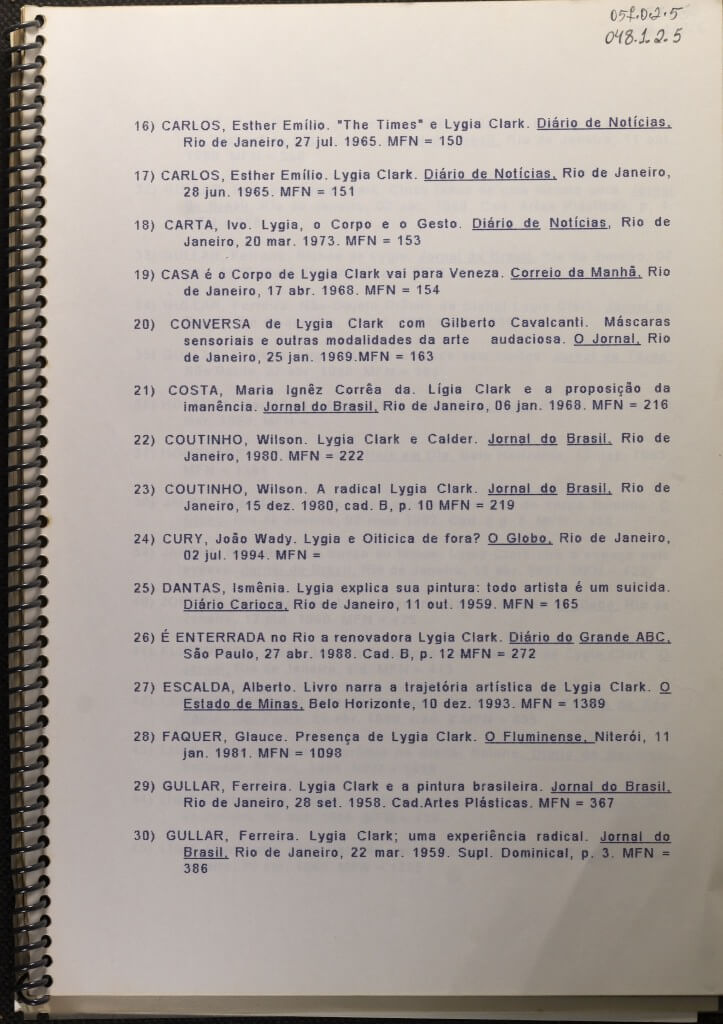 057.0.2.5
048.1.2.5
16) CARLOS, Esther Emílio. "The Times" e Lygia Clark. Diário de Notícias,
Rio de Janeiro, 27 jul. 1965. MFN = 150
17) CARLOS, Esther Emílio. Lygia Clark. Diário de Notícias, Rio de Janeiro,
28 jun. 1965. MFN = 151
18) CARTA, Ivo. Lygia, o Corpo e o Gesto. Diário de Notícias, Rio de
Janeiro, 20 mar. 1973. MFN = 153
19) CASA é o Corpo de Lygia Clark vai para Veneza. Correio da Manhã, Rio
de Janeiro, 17 abr. 1968. MFN = 154
20) CONVERSA de Lygia Clark com Gilberto Cavalcanti. Máscaras
sensoriais e outras modalidades da arte audaciosa. O Jornal, Rio
de Janeiro, 25 jan. 1969.MFN = 163
21) COSTA, Maria Ignêz Corrêa da. Lígia Clark e a proposição da
imanência. Jornal do Brasil, Rio de Janeiro, 06 jan. 1968. MFN = 216
22) COUTINHO, Wilson. Lygia Clark e Calder. Jornal do Brasil, Rio de
Janeiro, 1980. MFN = 222
23) COUTINHO, Wilson. A radical Lygia Clark. Jornal do Brasil, Rio de
Janeiro, 15 dez. 1980, cad. B, p. 10 MFN = 219
24) CURY, João Wady. Lygia e Oiticica de fora? O Globo, Rio de Janeiro,
02 jul. 1994. MFN =
25) DANTAS, Ismênia. Lygia explica sua pintura: todo artista é um suicida.
Diário Carioca, Rio de Janeiro, 11 out. 1959. MFN = 165
26) É ENTERRADA no Rio a renovadora Lygia Clark. Diário do Grande ABC,
São Paulo, 27 abr. 1988. Cad. B, p. 12 MFN = 272
27) ESCALDA, Alberto. Livro narra a trajetória artística de Lygia Clark. O
Estado de Minas, Belo Horizonte, 10 dez. 1993. MFN = 1389
28) FAQUER, Glauce. Presença de Lygia Clark. O Fluminense, Niterói, 11
jan. 1981. MFN = 1098
29) GULLAR, Ferreira. Lygia Clark e a pintura brasileira. Jornal do Brasil,
Rio de Janeiro, 28 set. 1958. Cad.Artes Plásticas. MFN = 367
30) GULLAR, Ferreira. Lygia Clark; uma experiência radical. Jornal do
Brasil, Rio de Janeiro, 22 mar. 1959. Supl. Dominical, p. 3. MFN =
386